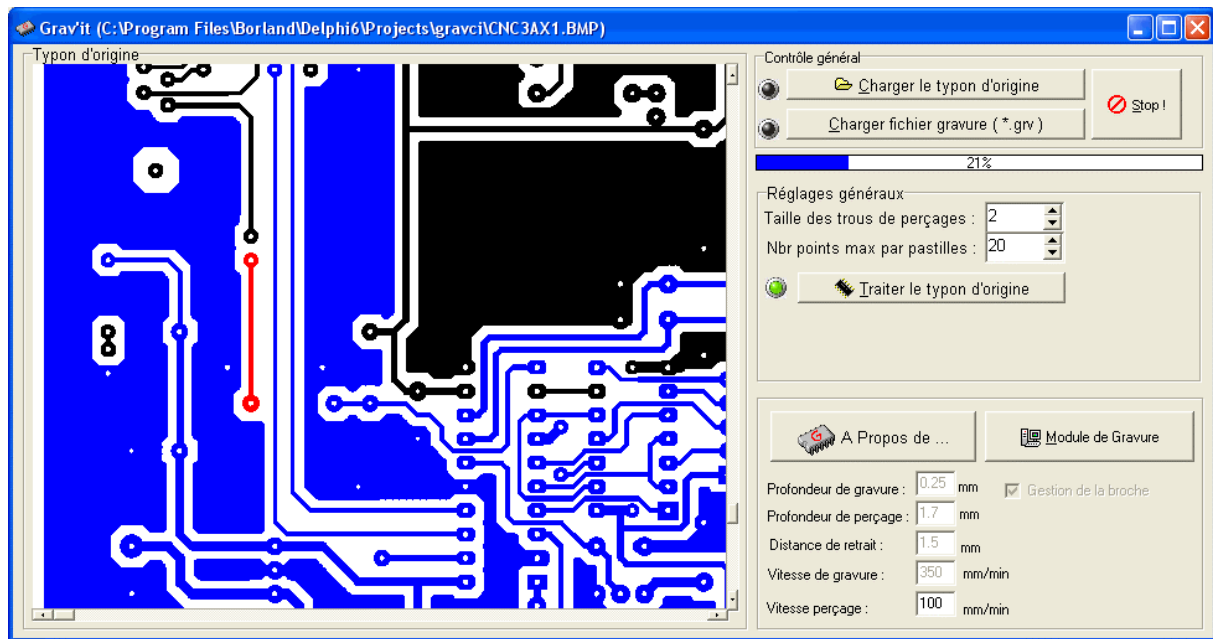 Grav'it (C:\Program Files\Borland\Delphi6\Projects\gravci\CNC3AX1.BMP)
Typon d'origine
Contrôle général
Charger le typon d'origine
Charger fichier gravure ( *.grv )
Stop !
21%
Réglages généraux
Taille des trous de perçages : 2
Nbr points max par pastilles : 20
Traiter le typon d'origine
G
A Propos de ...
Module de Gravure
Profondeur de gravure : 0.25 mm
Gestion de la broche
Profondeur de perçage : 1.7 mm
Distance de retrait : 1.5 mm
Vitesse de gravure : 350 mm/min
Vitesse perçage : 100 mm/min